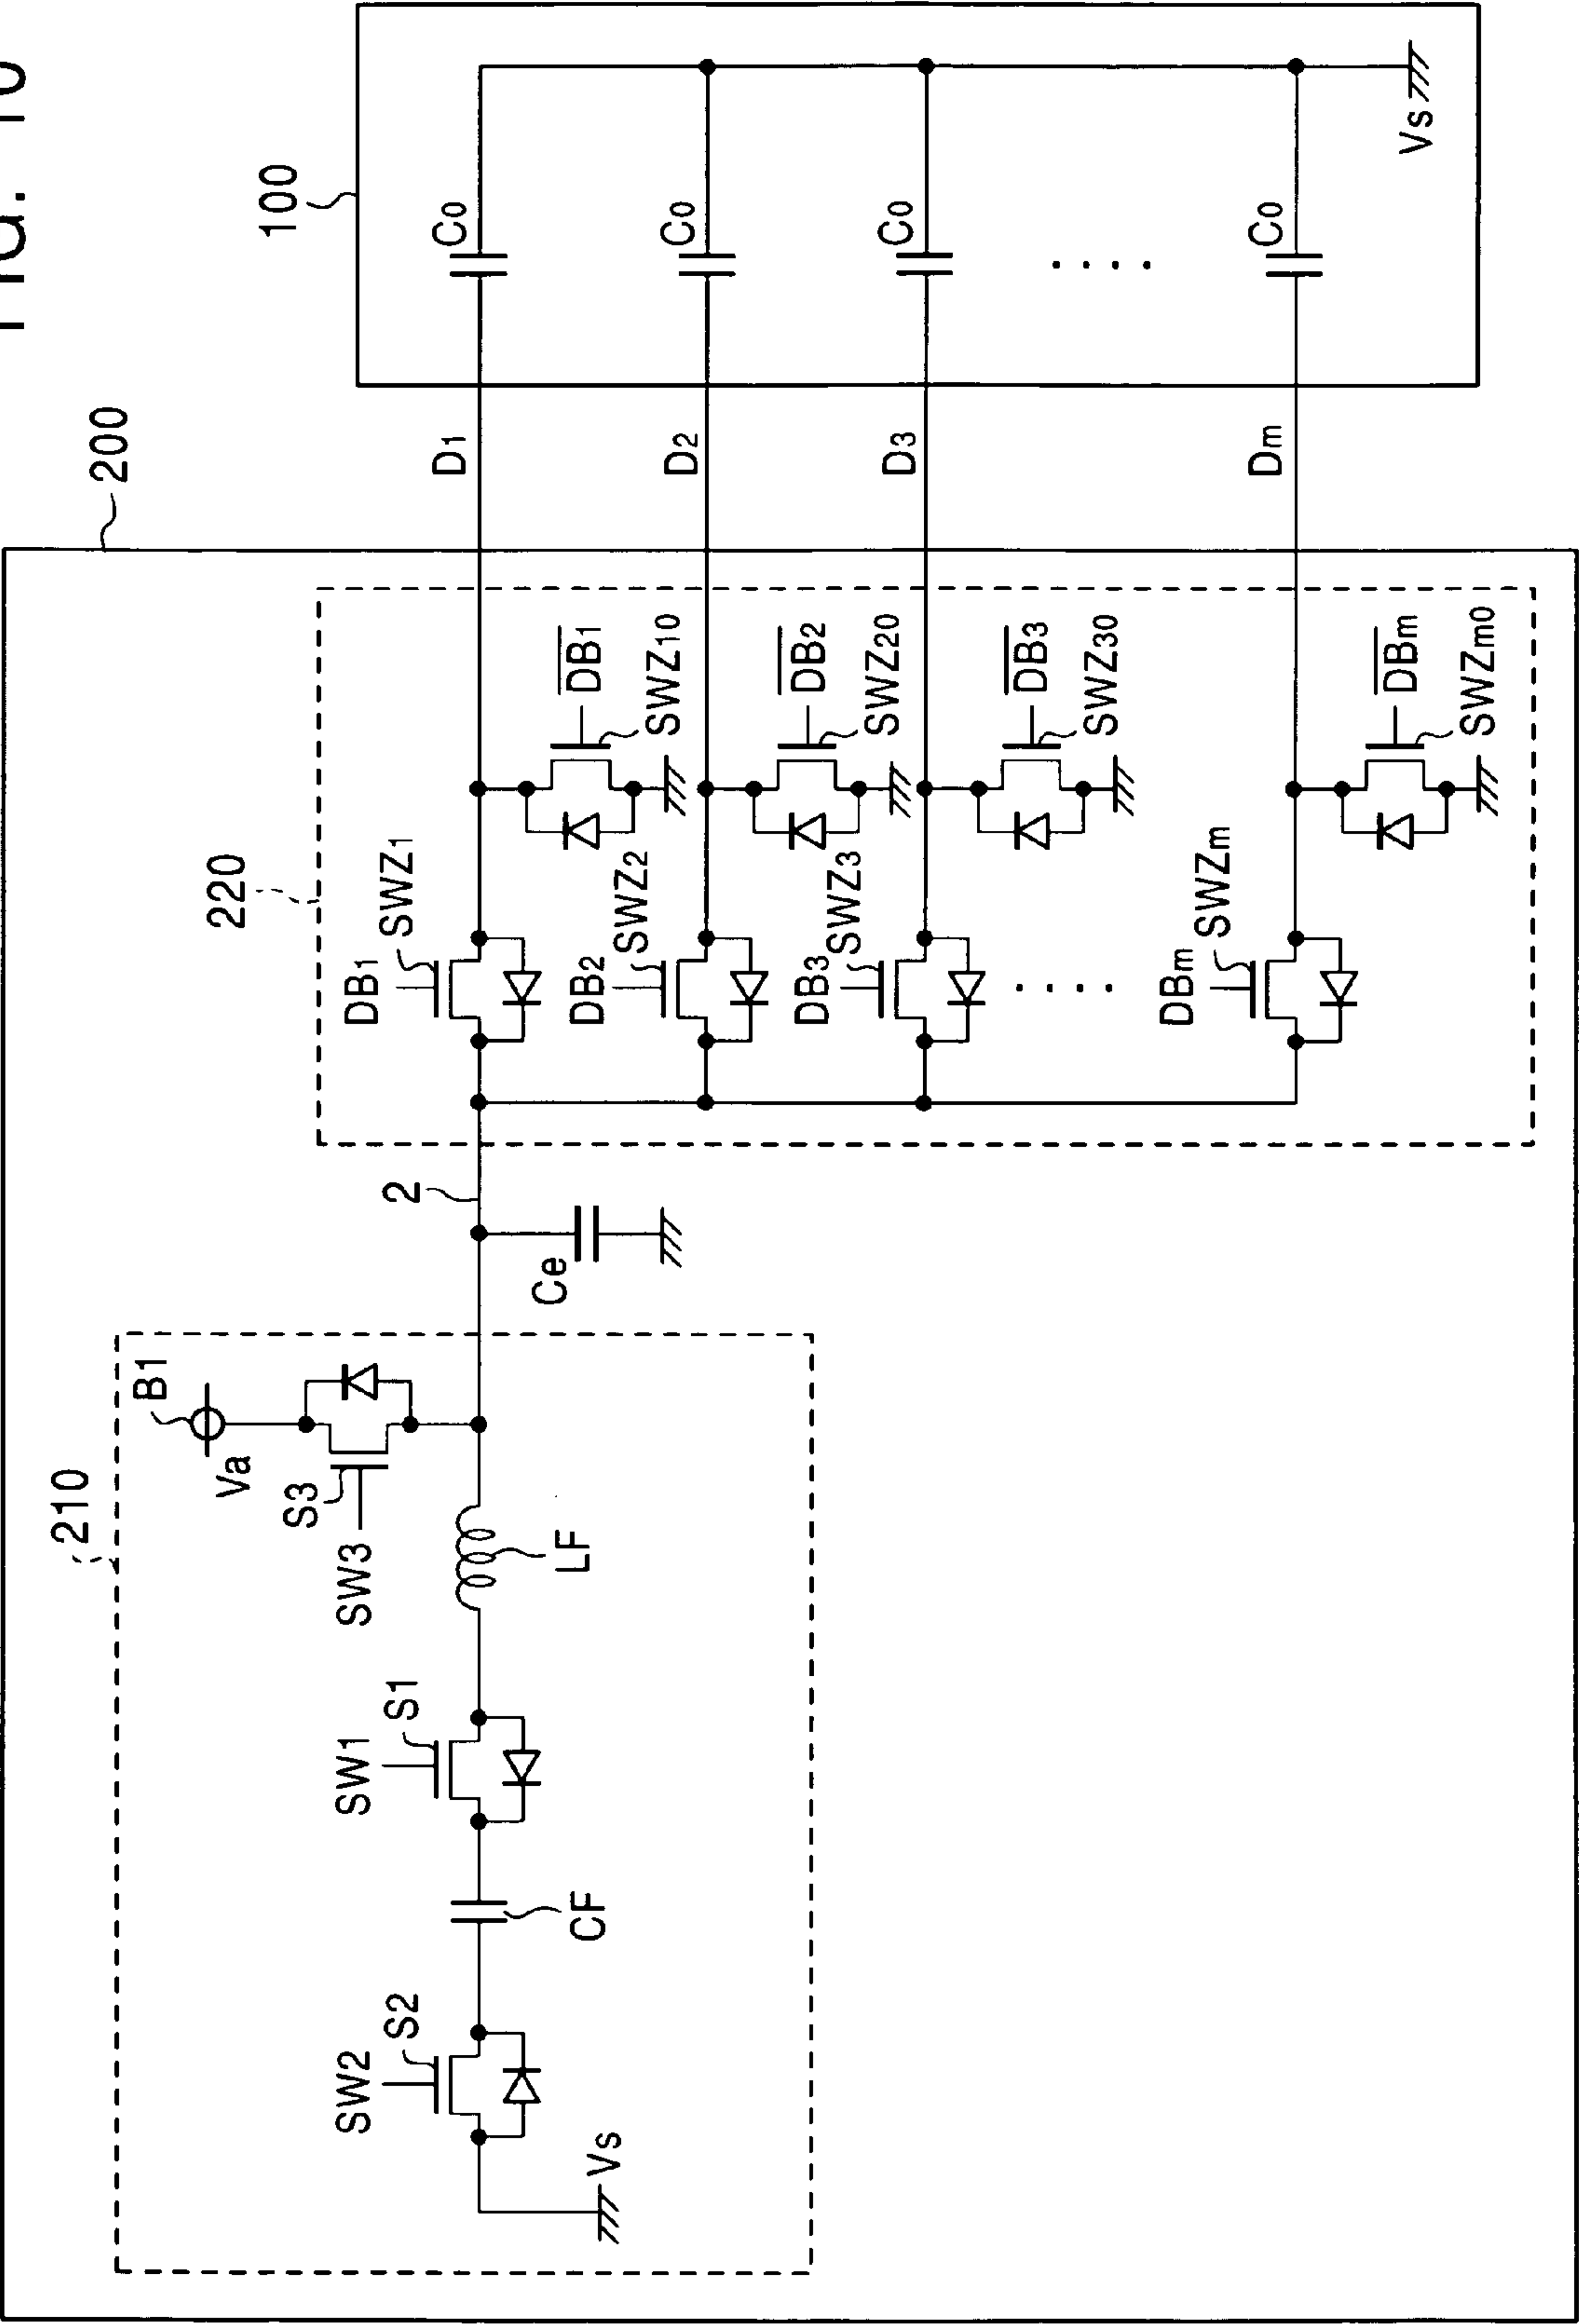 100
200
C0
C0
C0
C0
Vs
D1
D2
D3
Dm
220
DB1
SWZ1
DB1
SWZ10
DB2
SWZ2
DB2
SWZ20
DB3
SWZ3
DB3
SWZ30
DBm
SWZm
DBm
SWZm0
. . . .
. . . .
2
Ce
210
B1
Va
S3
SW3
LF
SW1
S1
CF
SW2
S2
Vs